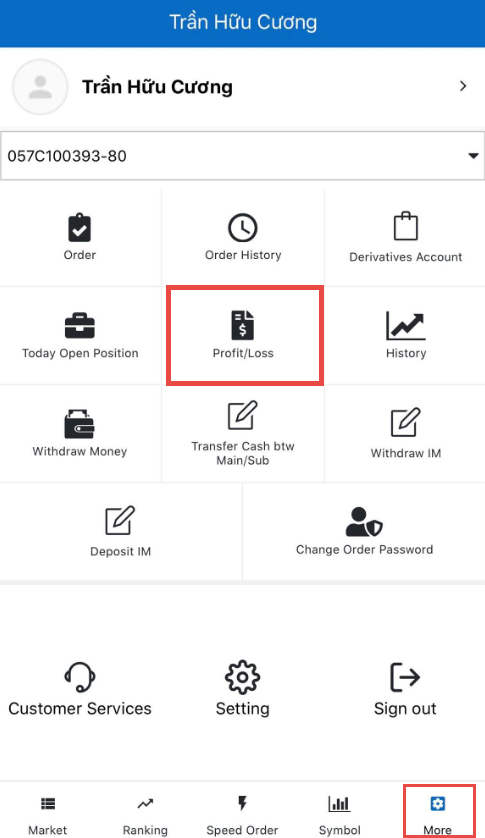 Trần Hữu Cương
Trần Hữu Cương
057C100393-80
Order
Order History
Derivatives Account
Today Open Position
Profit/Loss
History
Withdraw Money
Transfer Cash btw
Main/Sub
Withdraw IM
Deposit IM
Change Order Password
Customer Services
Setting
Sign out
Market
Ranking
Speed Order
Symbol
More